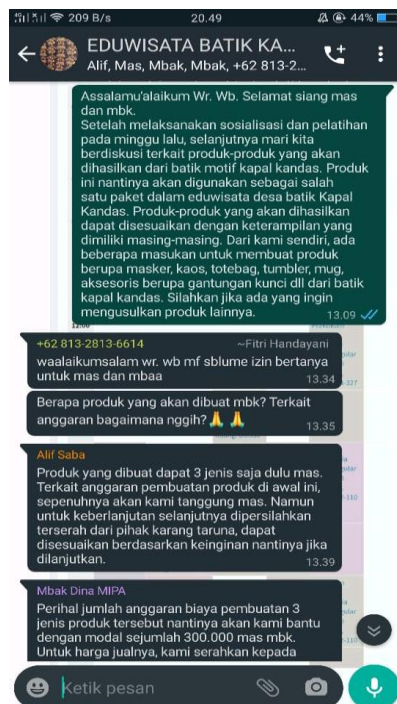 209 B/s 20.49 44%
EDUWISATA BATIK KA...
Alif, Mas, Mbak, Mbak, +62 813-2...
Assalamu'alaikum Wr. Wb. Selamat siang mas
dan mbk.
Setelah melaksanakan sosialisasi dan pelatihan
pada minggu lalu, selanjutnya mari kita
berdiskusi terkait produk-produk yang akan
dihasilkan dari batik motif kapal kandas. Produk
ini nantinya akan digunakan sebagai salah
satu paket dalam eduwisata desa batik Kapal
Kandas. Produk-produk yang akan dihasilkan
dapat disesuaikan dengan keterampilan yang
dimiliki masing-masing. Dari kami sendiri, ada
beberapa masukan untuk membuat produk
berupa masker, kaos, totebag, tumbler, mug,
aksesoris berupa gantungan kunci dll dari batik
kapal kandas. Silahkan jika ada yang ingin
mengusulkan produk lainnya. 13.09
+62 813-2813-6614 ~Fitri Handayani
waalaikumsalam wr. wb mf sblume izin bertanya
untuk mas dan mbaa 13.34
Berapa produk yang akan dibuat mbk? Terkait
anggaran bagaimana nggih?🙏 🙏 13.35
Alif Saba
Produk yang dibuat dapat 3 jenis saja dulu mas.
Terkait anggaran pembuatan produk di awal ini,
sepenuhnya akan kami tanggung mas. Namun
untuk keberlanjutan selanjutnya dipersilahkan
terserah dari pihak karang taruna, dapat
disesuaikan berdasarkan keinginan nantinya jika
dilanjutkan. 13.39
Mbak Dina MIPA
Perihal jumlah anggaran biaya pembuatan 3
jenis produk tersebut nantinya akan kami bantu
dengan modal sejumlah 300.000 mas mbk.
Untuk harga jualnya, kami serahkan kepada
Ketik pesan